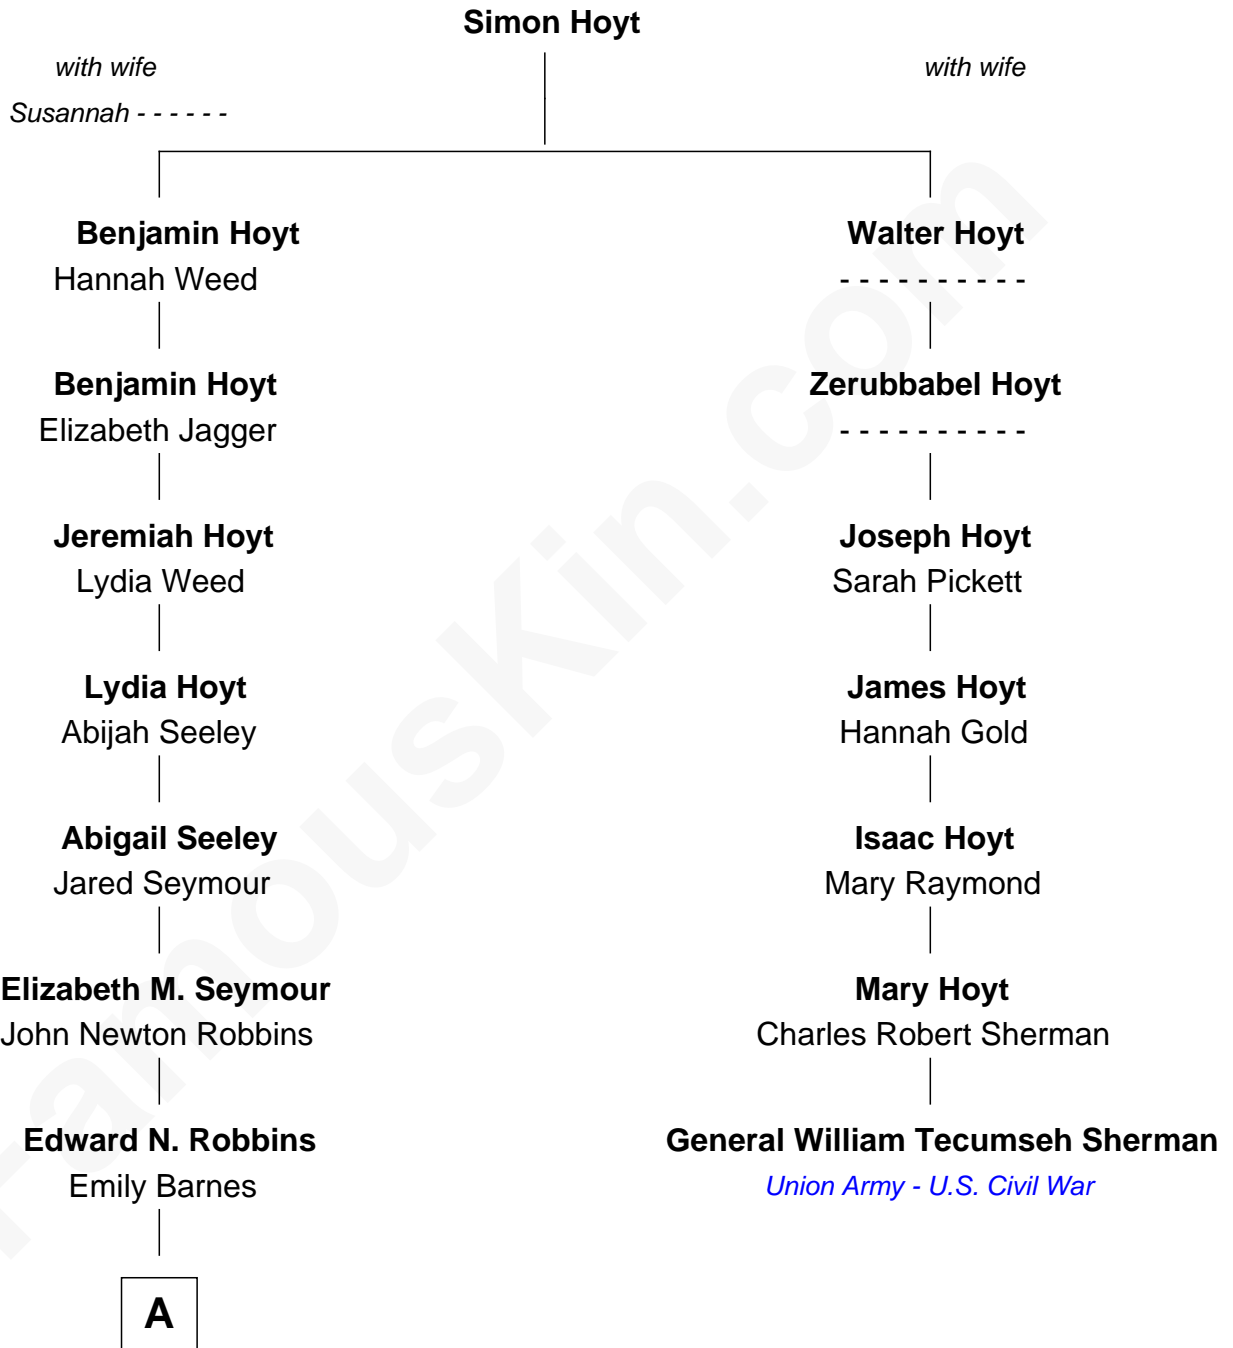 Simon Hoyt
with wife
with wife
Susannah - - - - - -
Benjamin Hoyt
Walter Hoyt
Hannah Weed
- - - - - - - - - -
Benjamin Hoyt
Zerubbabel Hoyt
Elizabeth Jagger
- - - - - - - - - -
Jeremiah Hoyt
Joseph Hoyt
Lydia Weed
Sarah Pickett
Lydia Hoyt
James Hoyt
Abijah Seeley
Hannah Gold
Abigail Seeley
Isaac Hoyt
Jared Seymour
Mary Raymond
Elizabeth M. Seymour
Mary Hoyt
John Newton Robbins
Charles Robert Sherman
Edward N. Robbins
General William Tecumseh Sherman
Emily Barnes
Union Army - U.S. Civil War
A
FamousKin.com